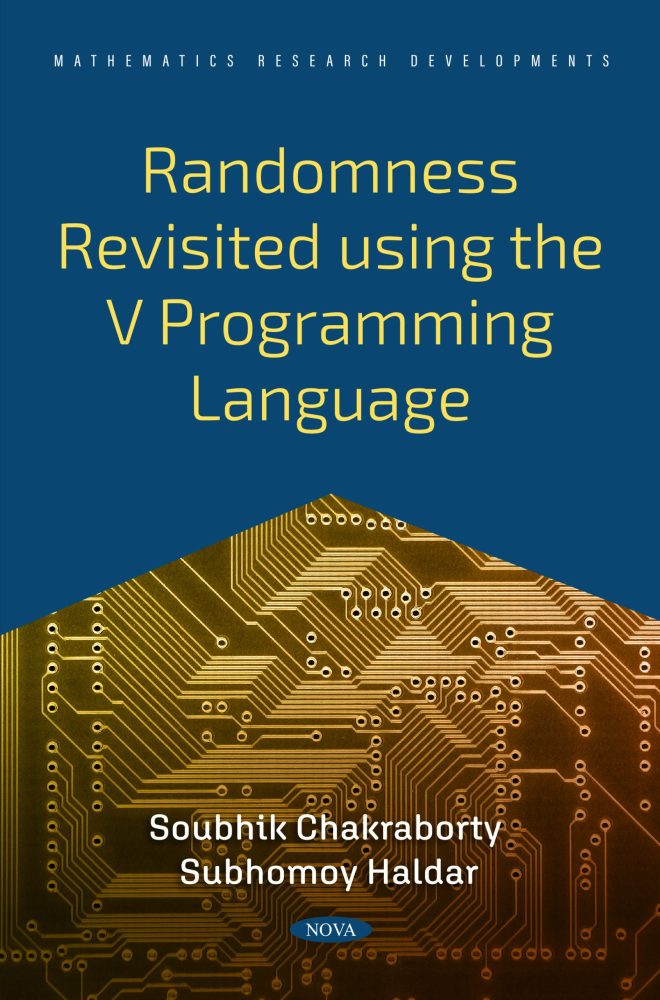 MATHEMATICS RESEARCH DEVELOPMENTS
Randomness
Revisited using the
V Programming
Language
Soubhik Chakraborty
Subhomoy Haldar
NOVA